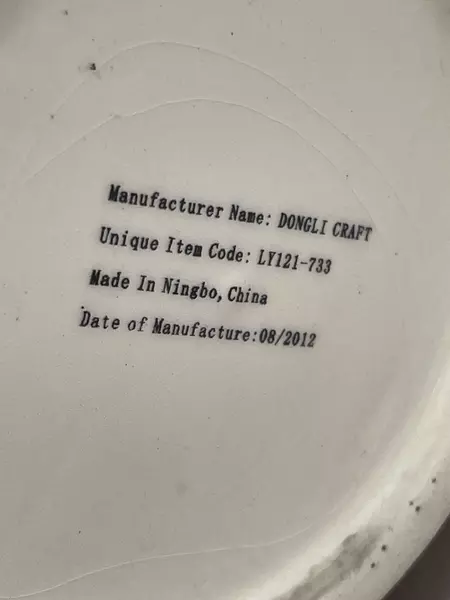 Manufacturer Name: DONGLI CRAFT
Unique Item Code: LY121-733
Made In Ningbo, China
Date of Manufacture:08/2012